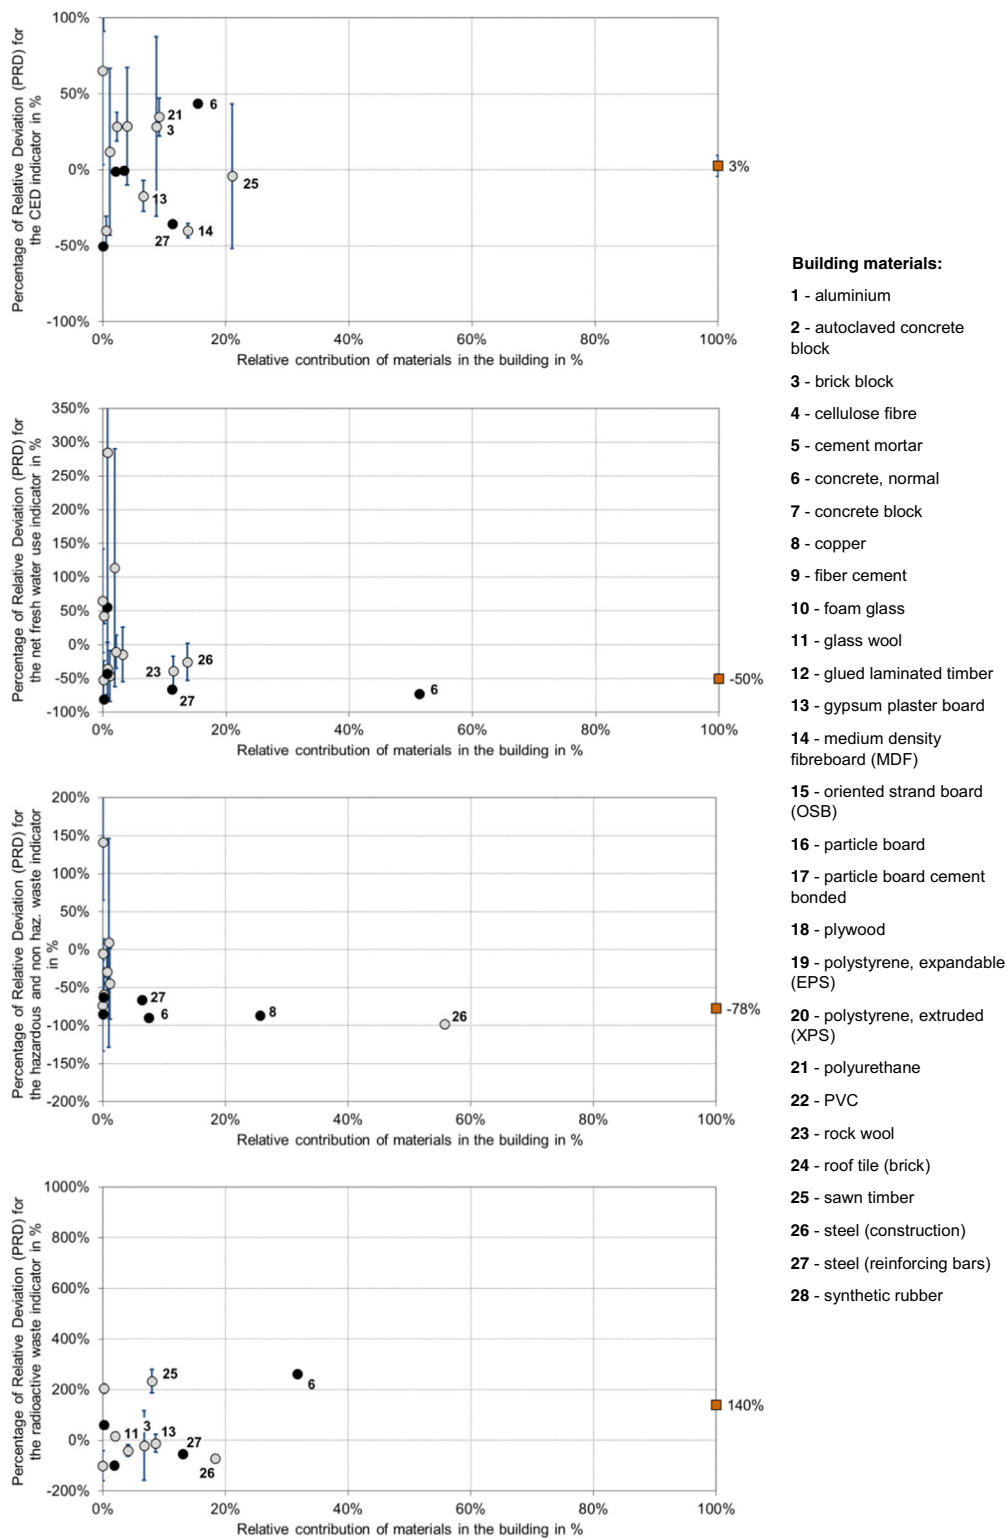 Percentage of Relative Deviation (PRD) for
the CED indicator in %
100%
50%
0%
-50%
-100%
21
6
3
13
25
27
14
3%
0%
20%
40%
60%
80%
100%
Relative contribution of materials in the building in %
Percentage of Relative Deviation (PRD) for
the net fresh water use indicator in %
350%
300%
250%
200%
150%
100%
50%
0%
-50%
-100%
23
26
27
6
-50%
0%
20%
40%
60%
80%
100%
Relative contribution of materials in the building in %
Percentage of Relative Deviation (PRD) for
the hazardous and non haz. waste indicator
in %
200%
150%
100%
50%
0%
-50%
-100%
-150%
-200%
27
6
8
26
-78%
0%
20%
40%
60%
80%
100%
Relative contribution of materials in the building in %
Percentage of Relative Deviation (PRD) for
the radioactive waste indicator in %
1000%
800%
600%
400%
200%
0%
-200%
25
6
11
3
13
27
26
140%
0%
20%
40%
60%
80%
100%
Relative contribution of materials in the building in %
Building materials:
1 - aluminium
2 - autoclaved concrete
block
3 - brick block
4 - cellulose fibre
5 - cement mortar
6 - concrete, normal
7 - concrete block
8 - copper
9 - fiber cement
10 - foam glass
11 - glass wool
12 - glued laminated timber
13 - gypsum plaster board
14 - medium density
fibreboard (MDF)
15 - oriented strand board
(OSB)
16 - particle board
17 - particle board cement
bonded
18 - plywood
19 - polystyrene, expandable
(EPS)
20 - polystyrene, extruded
(XPS)
21 - polyurethane
22 - PVC
23 - rock wool
24 - roof tile (brick)
25 - sawn timber
26 - steel (construction)
27 - steel (reinforcing bars)
28 - synthetic rubber